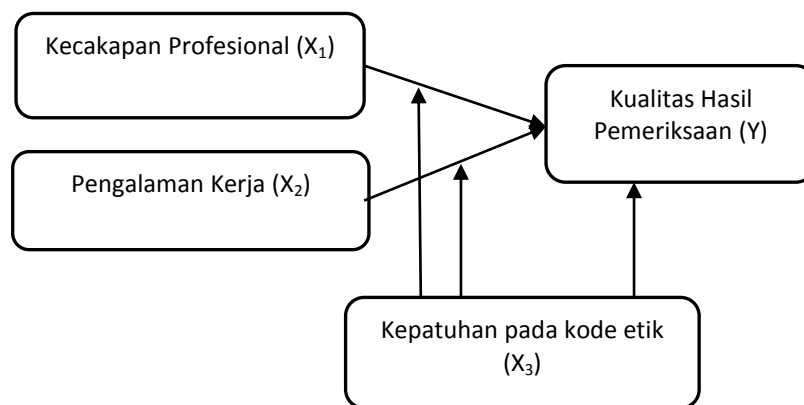 Kecakapan Profesional (X₁)
Kualitas Hasil
Pemeriksaan (Y)
Pengalaman Kerja (X₂)
Kepatuhan pada kode etik
(X₃)